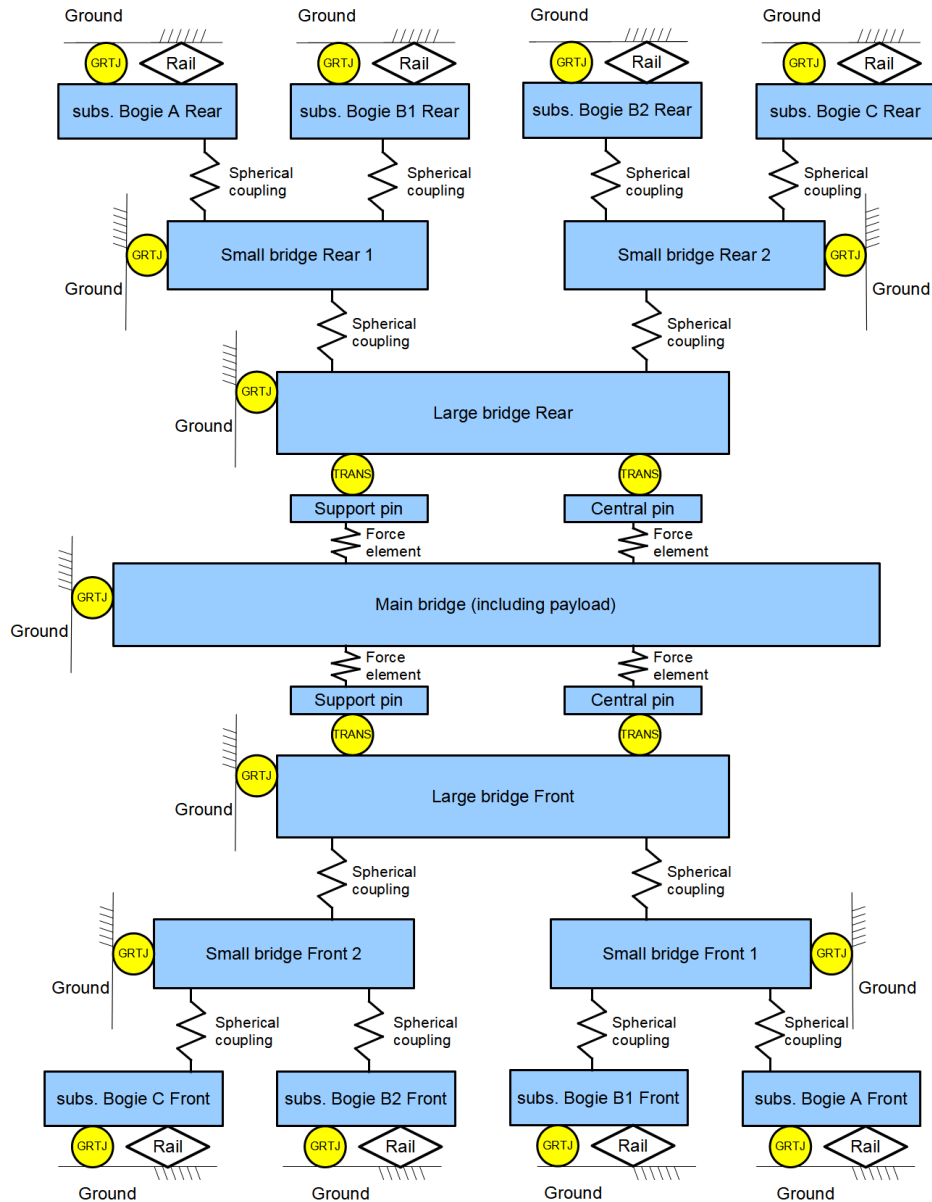 Ground
Ground
Ground
Ground
GRTJ
Rail
GRTJ
Rail
GRTJ
Rail
GRTJ
Rail
subs. Bogie A Rear
subs. Bogie B1 Rear
subs. Bogie B2 Rear
subs. Bogie C Rear
Spherical
coupling
Spherical
coupling
Spherical
coupling
Spherical
coupling
GRTJ
Small bridge Rear 1
Small bridge Rear 2
GRTJ
Ground
Ground
Spherical
coupling
Spherical
coupling
GRTJ
Large bridge Rear
Ground
TRANS
TRANS
Support pin
Central pin
Force
element
Force
element
GRTJ
Main bridge (including payload)
Ground
Force
element
Force
element
Support pin
Central pin
TRANS
TRANS
GRTJ
Large bridge Front
Ground
Spherical
coupling
Spherical
coupling
GRTJ
Small bridge Front 2
Small bridge Front 1
GRTJ
Ground
Ground
Spherical
coupling
Spherical
coupling
Spherical
coupling
Spherical
coupling
subs. Bogie C Front
subs. Bogie B2 Front
subs. Bogie B1 Front
subs. Bogie A Front
GRTJ
Rail
GRTJ
Rail
GRTJ
Rail
GRTJ
Rail
Ground
Ground
Ground
Ground